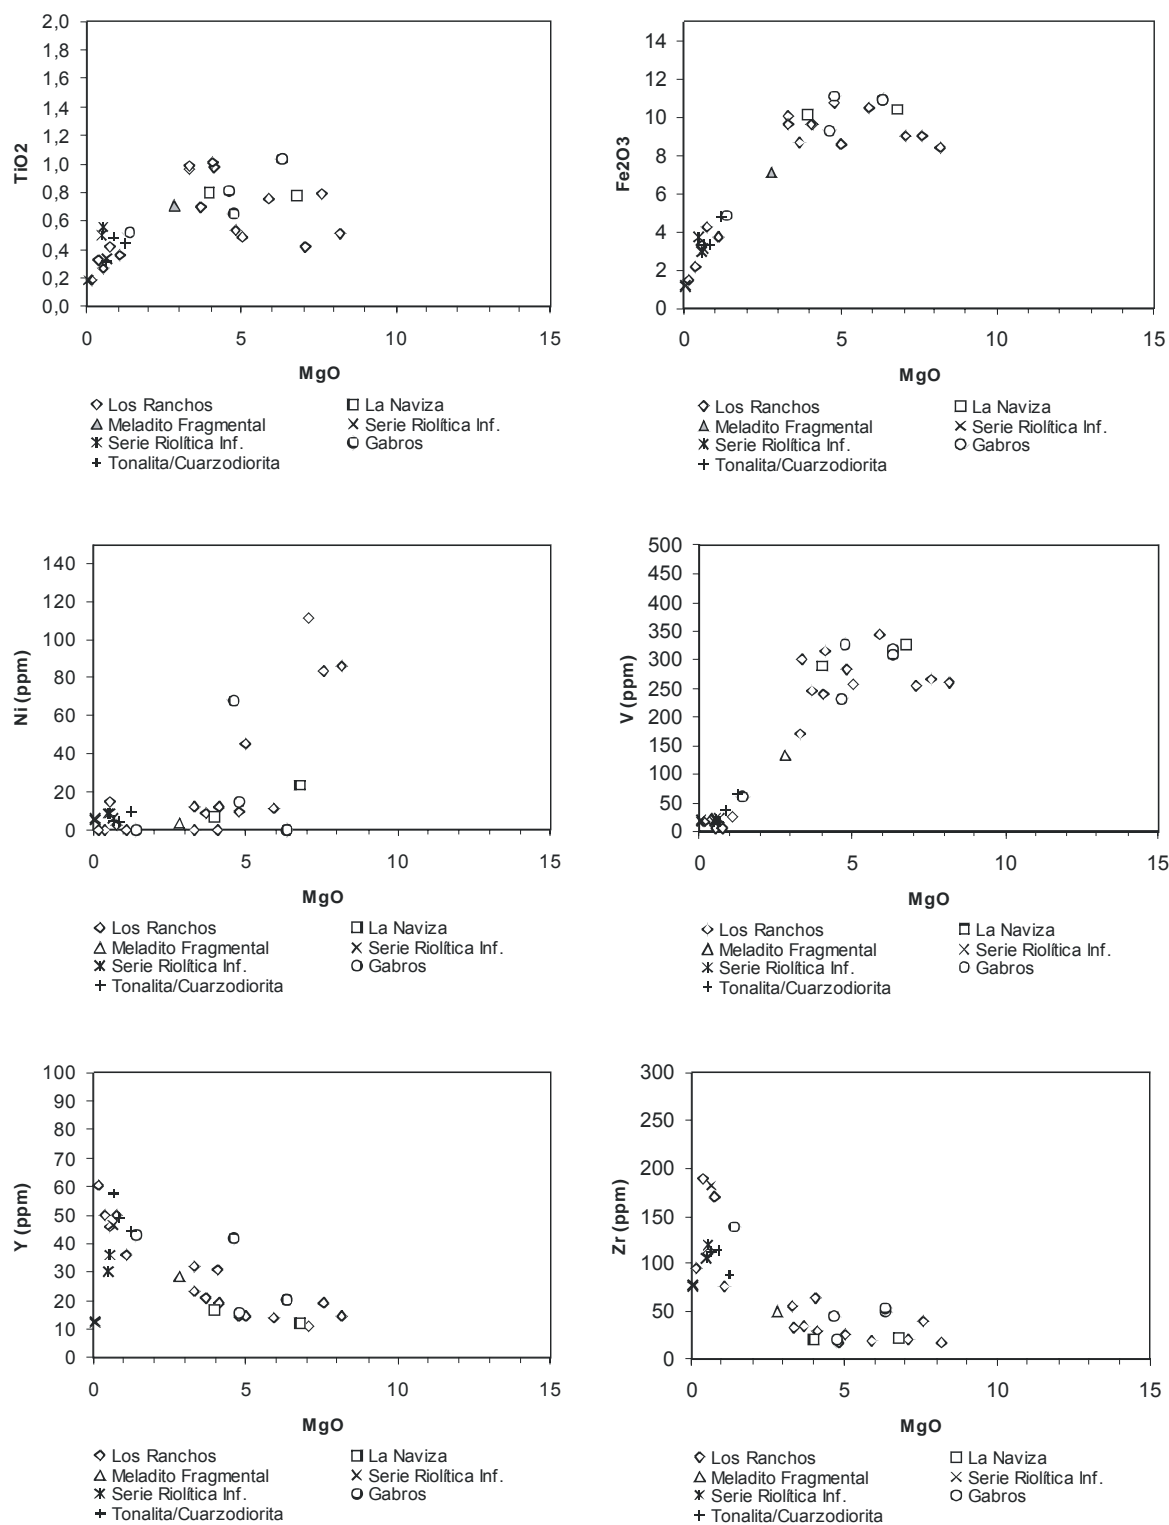 2,0
1,8
1,6
1,4
1,2
1,0
0,8
0,6
0,4
0,2
0,0
TiO2
0 5 10 15
MgO
Los Ranchos La Naviza
Meladito Fragmental Serie Riolítica Inf.
Serie Riolítica Inf. Gabros
Tonalita/Cuarzodiorita
14
12
10
8
6
4
2
0
Fe2O3
0 5 10 15
MgO
Los Ranchos La Naviza
Meladito Fragmental Serie Riolítica Inf.
Serie Riolítica Inf. Gabros
Tonalita/Cuarzodiorita
140
120
100
80
60
40
20
0
Ni (ppm)
0 5 10 15
MgO
Los Ranchos La Naviza
Meladito Fragmental Serie Riolítica Inf.
Serie Riolítica Inf. Gabros
Tonalita/Cuarzodiorita
500
450
400
350
300
250
200
150
100
50
0
V (ppm)
0 5 10 15
MgO
Los Ranchos La Naviza
Meladito Fragmental Serie Riolítica Inf.
Serie Riolítica Inf. Gabros
Tonalita/Cuarzodiorita
100
90
80
70
60
50
40
30
20
10
0
Y (ppm)
0 5 10 15
MgO
Los Ranchos La Naviza
Meladito Fragmental Serie Riolítica Inf.
Serie Riolítica Inf. Gabros
Tonalita/Cuarzodiorita
300
250
200
150
100
50
0
Zr (ppm)
0 5 10 15
MgO
Los Ranchos La Naviza
Meladito Fragmental Serie Riolítica Inf.
Serie Riolítica Inf. Gabros
Tonalita/Cuarzodiorita